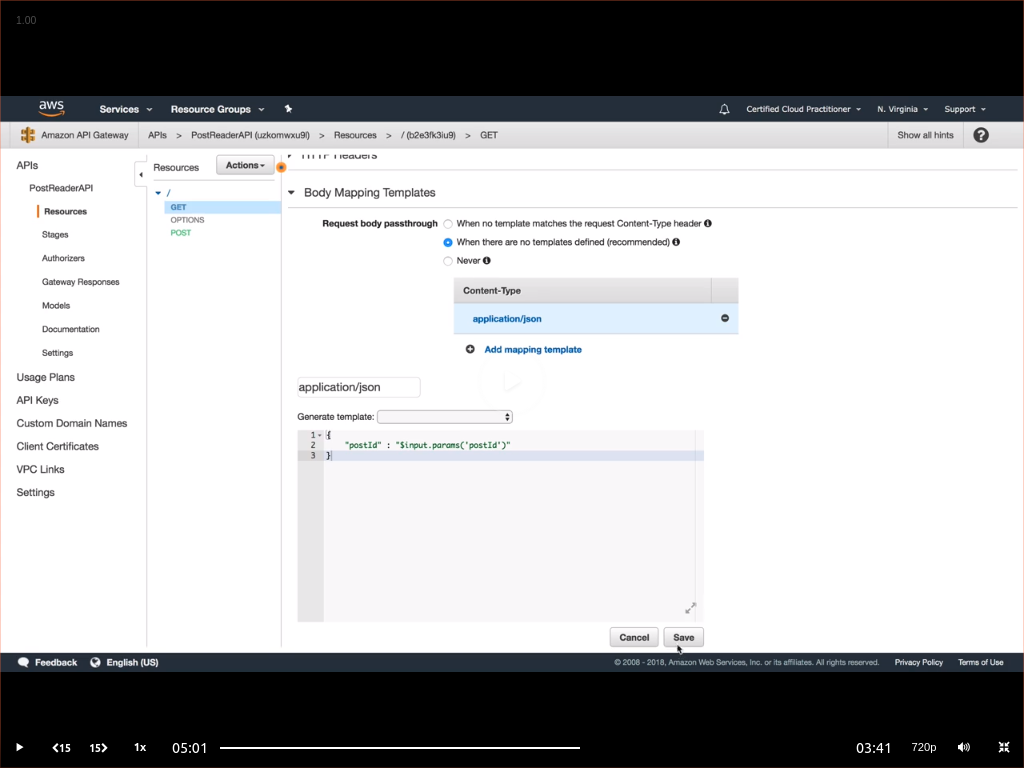 1.00
aws Services Resource Groups Certified Cloud Practitioner N. Virginia Support
Amazon API Gateway APIs > PostReaderAPI (uzkomwxu9l) > Resources > / (b2e3fk3iu9) > GET Show all hints ?
APIs
PostReaderAPI
Resources
Stages
Authorizers
Gateway Responses
Models
Documentation
Settings
Usage Plans
API Keys
Custom Domain Names
Client Certificates
VPC Links
Settings
Resources Actions
/
GET
OPTIONS
POST
HTTP Headers
Body Mapping Templates
Request body passthrough When no template matches the request Content-Type header
When there are no templates defined (recommended)
Never
Content-Type
application/json
Add mapping template
application/json
Generate template:
1 {
2 "postId" : "$input.params('postId')"
3 }
Cancel Save
Feedback English (US) © 2008 - 2018, Amazon Web Services, Inc. or its affiliates. All rights reserved. Privacy Policy Terms of Use
15 15 1x 05:01 03:41 720p